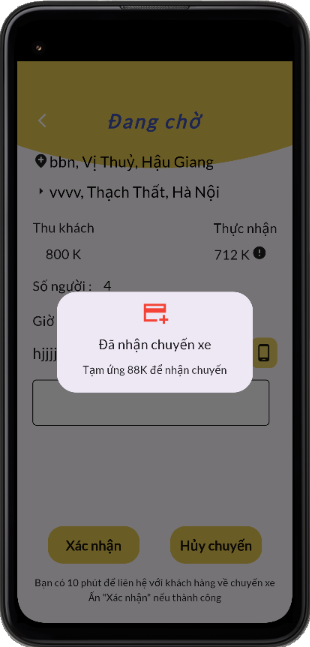 Đang chờ
bbn, Vị Thuỷ, Hậu Giang
vvvv, Thạch Thất, Hà Nội
Thu khách Thực nhận
800 K 712 K
Số người : 4
Giờ
hjjjj
Đã nhận chuyến xe
Tạm ứng 88K để nhận chuyến
Xác nhận Hủy chuyến
Bạn có 10 phút để liên hệ với khách hàng về chuyến xe
Ấn "Xác nhận" nếu thành công